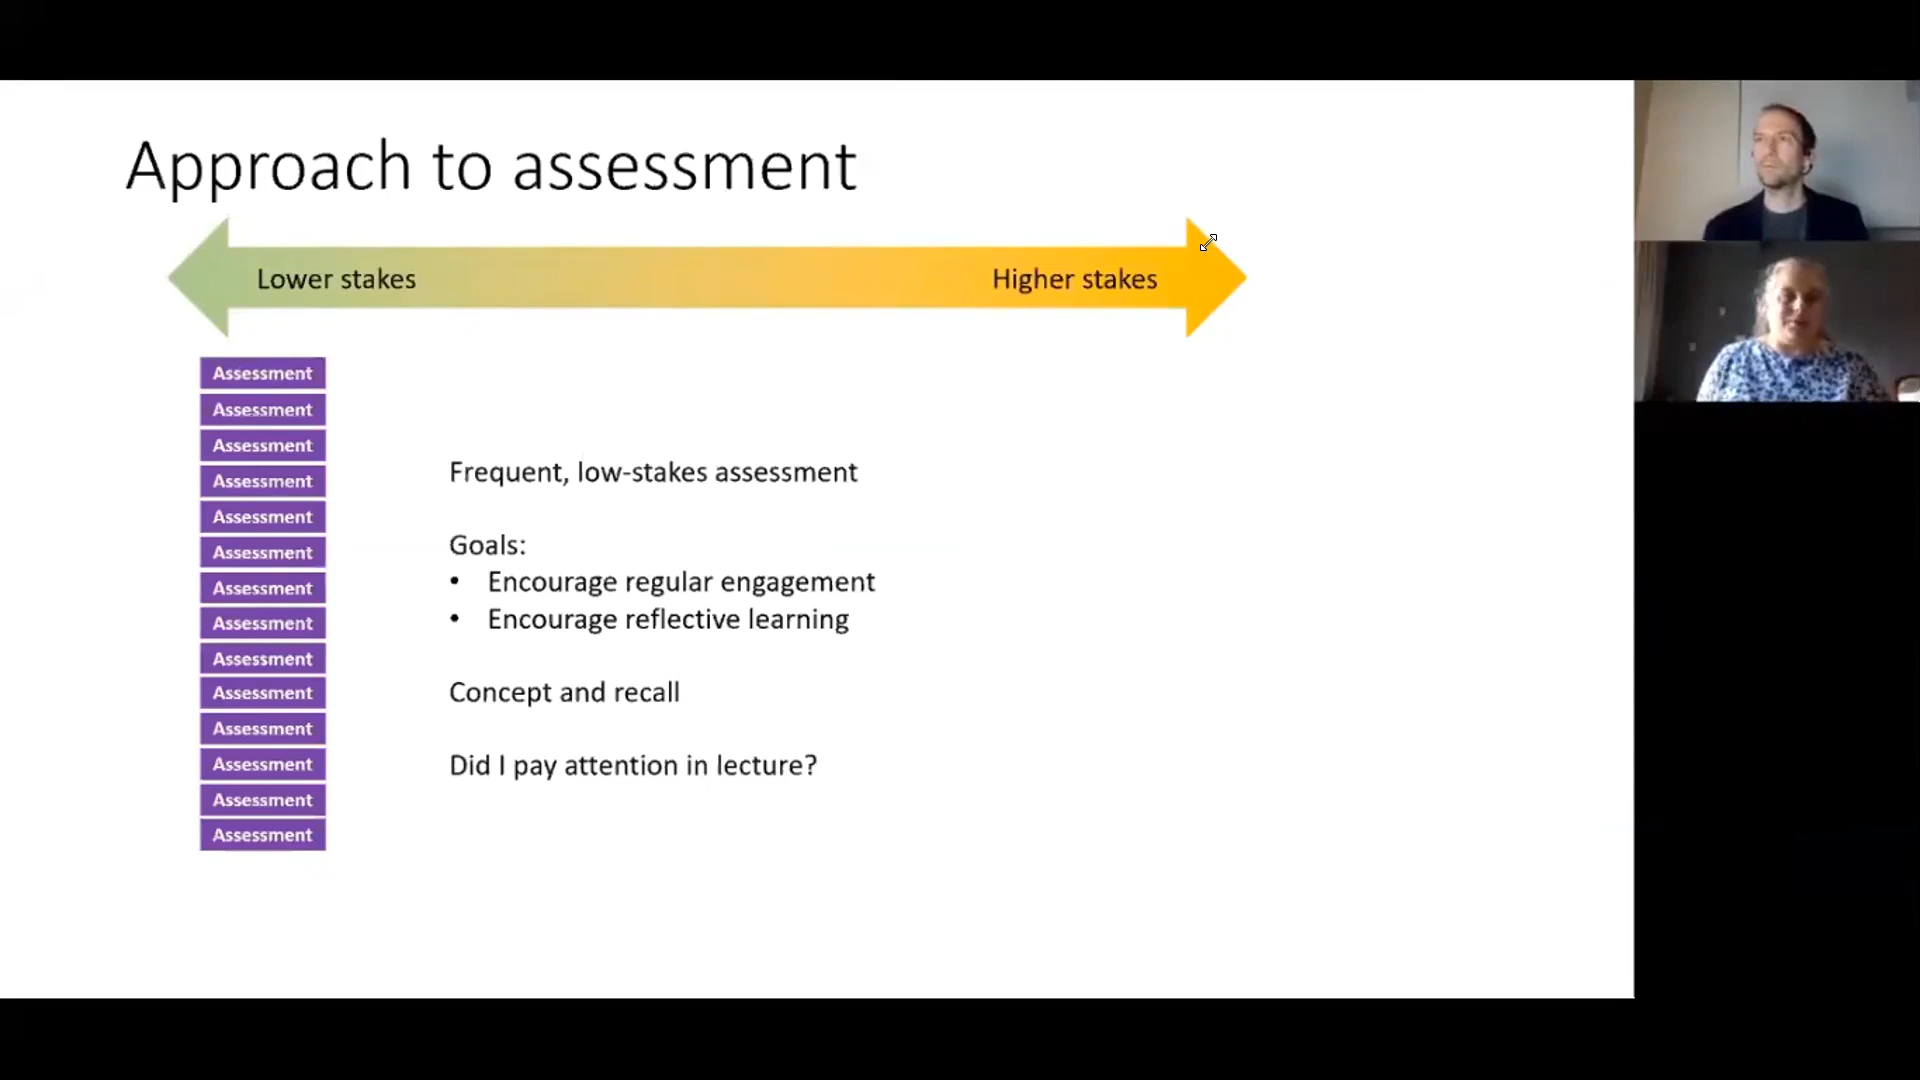 Approach to assessment
Lower stakes
Higher stakes
Assessment
Assessment
Assessment
Assessment
Assessment
Assessment
Assessment
Assessment
Assessment
Assessment
Assessment
Assessment
Assessment
Assessment
Frequent, low-stakes assessment
Goals:
• Encourage regular engagement
• Encourage reflective learning
Concept and recall
Did I pay attention in lecture?